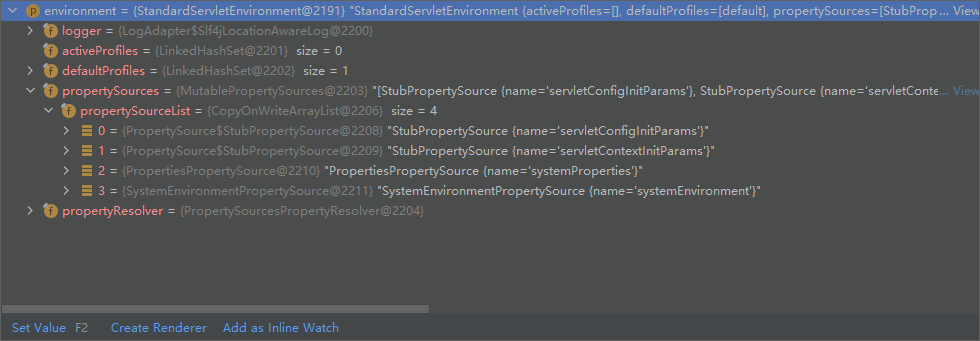 p environment = {StandardServletEnvironment@2191} "StandardServletEnvironment {activeProfiles=[], defaultProfiles=[default], propertySources=[StubProp ... View
f logger = {LogAdapter$Slf4jLocationAwareLog@2200}
f activeProfiles = {LinkedHashSet@2201} size = 0
f defaultProfiles = {LinkedHashSet@2202} size = 1
f propertySources = {MutablePropertySources@2203} "[StubPropertySource {name='servletConfigInitParams'}, StubPropertySource {name='servletConte... View
f propertySourceList = {CopyOnWriteArrayList@2206} size = 4
0 = {PropertySource$StubPropertySource@2208} "StubPropertySource {name='servletConfigInitParams'}"
1 = {PropertySource$StubPropertySource@2209} "StubPropertySource {name='servletContextInitParams'}"
2 = {PropertiesPropertySource@2210} "PropertiesPropertySource {name='systemProperties'}"
3 = {SystemEnvironmentPropertySource@2211} "SystemEnvironmentPropertySource {name='systemEnvironment'}"
f propertyResolver = {PropertySourcesPropertyResolver@2204}
Set Value F2 Create Renderer Add as Inline Watch